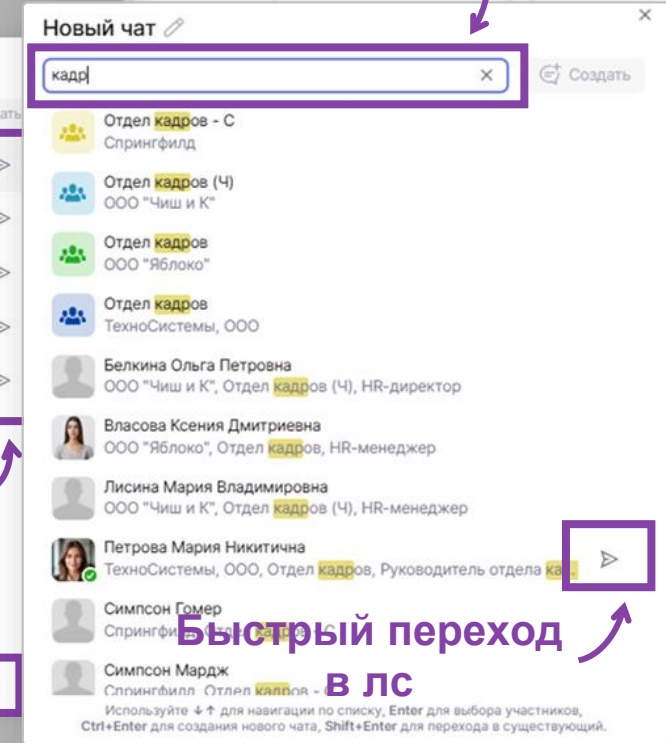 Новый чат
кадр
Создать
Отдел кадров - С
Спрингфилд
Отдел кадров (Ч)
ООО "Чиш и К"
Отдел кадров
ООО "Яблоко"
Отдел кадров
ТехноСистемы, ООО
Белкина Ольга Петровна
ООО "Чиш и К", Отдел кадров (Ч), HR-директор
Власова Ксения Дмитриевна
ООО "Яблоко", Отдел кадров, HR-менеджер
Лисина Мария Владимировна
ООО "Чиш и К", Отдел кадров (Ч), HR-менеджер
Петрова Мария Никитична
ТехноСистемы, ООО, Отдел кадров, Руководитель отдела ка...
Симпсон Гомер
Симпсон Мардж
Спрингфилд, Отдел кадров -
Быстрый переход
в лс
Используйте ↓↑ для навигации по списку, Enter для выбора участников,
Ctrl+Enter для создания нового чата, Shift+Enter для перехода в существующий.